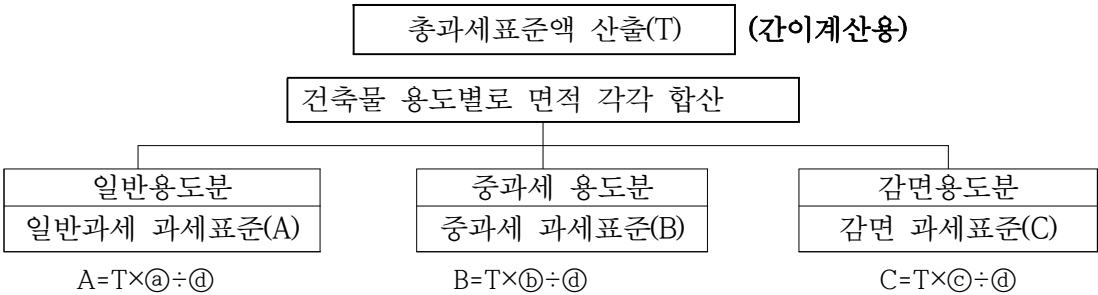 총과세표준액 산출(T) (간이계산용)
건축물 용도별로 면적 각각 합산
일반용도분 중과세 용도분 감면용도분
일반과세 과세표준(A) 중과세 과세표준(B) 감면 과세표준(C)
A=T×ⓐ÷ⓓ B=T×ⓑ÷ⓓ C=T×ⓒ÷ⓓ